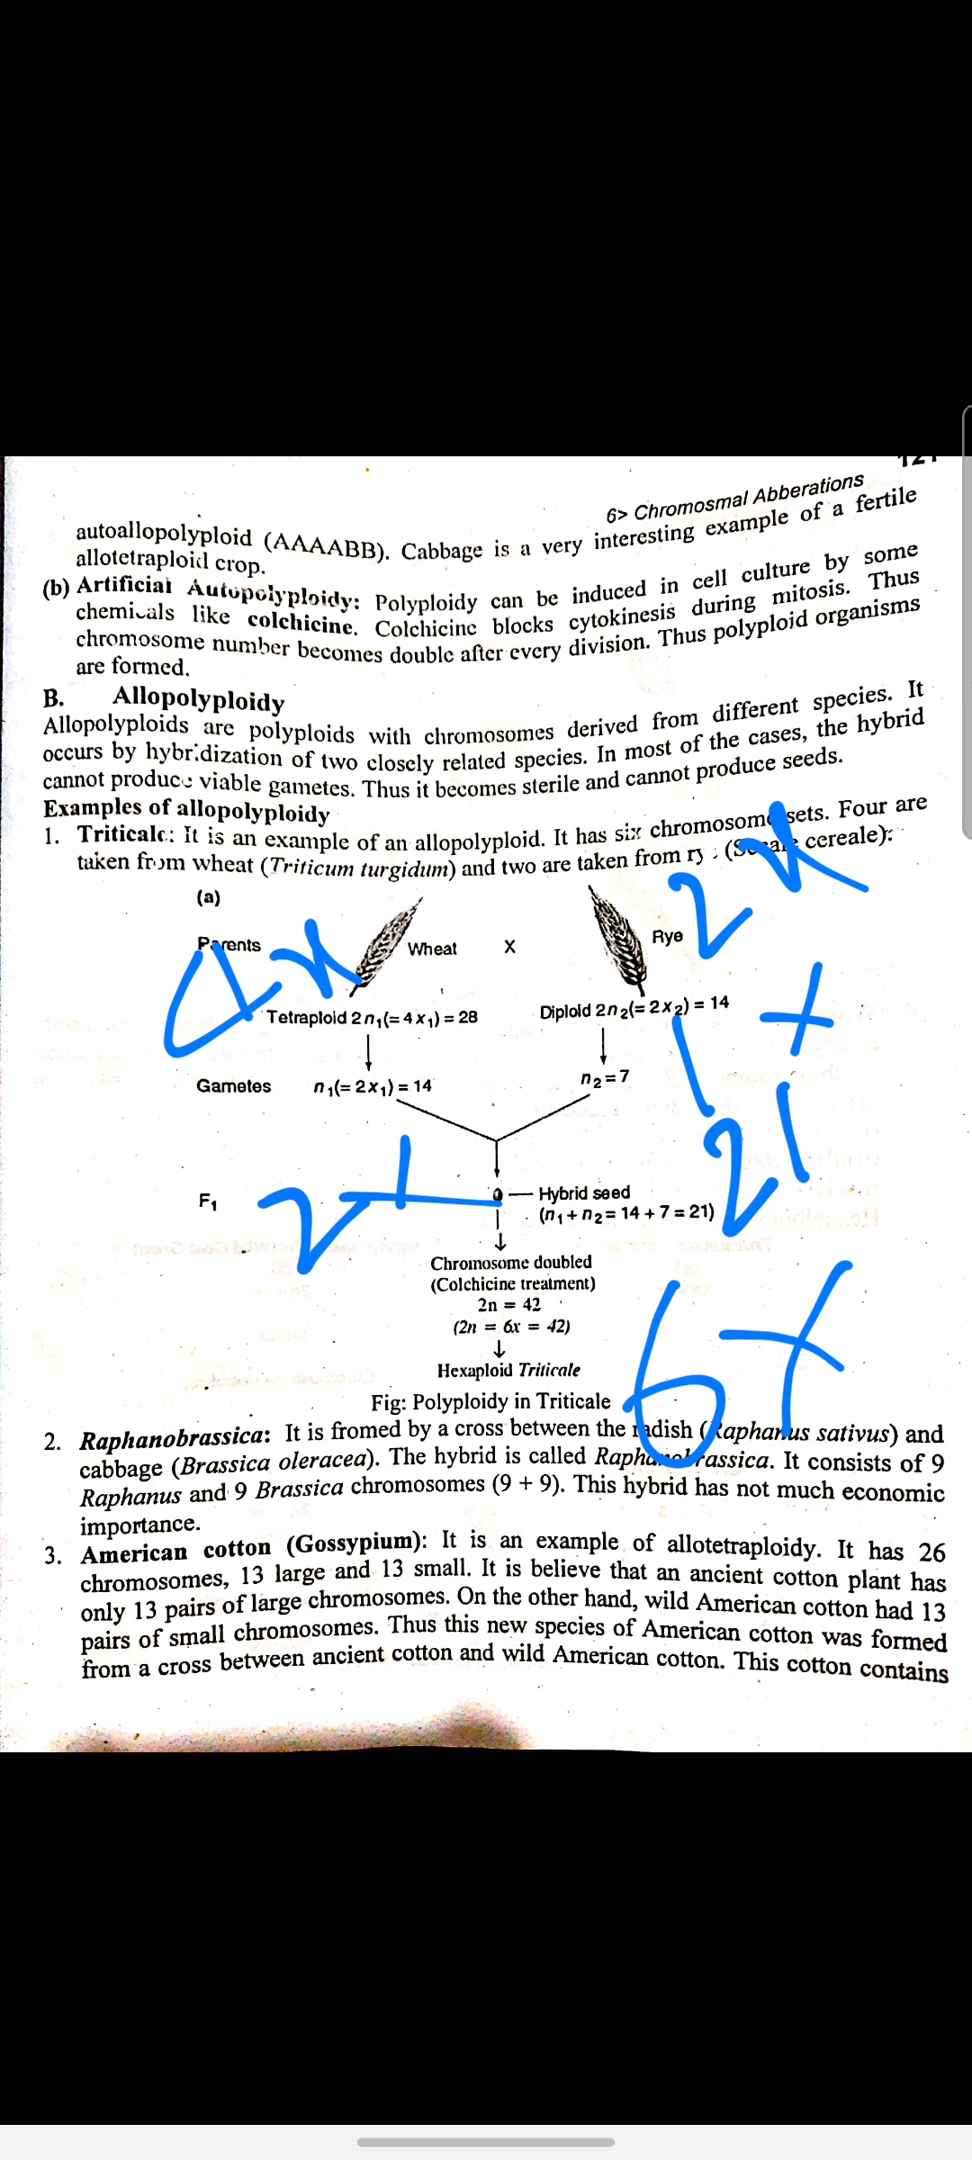 6> Chromosmal Abberations
autoallopolyploid (AAAABB). Cabbage is a very interesting example of a fertile
allotetraploid crop.
(b) Artificial Autopolyploidy: Polyploidy can be induced in cell culture by some
chemicals like colchicine. Colchicine blocks cytokinesis during mitosis. Thus
chromosome number becomes double after every division. Thus polyploid organisms
are formed.
B. Allopolyploidy
Allopolyploids are polyploids with chromosomes derived from different species. It
occurs by hybridization of two closely related species. In most of the cases, the hybrid
cannot produce viable gametes. Thus it becomes sterile and cannot produce seeds.
Examples of allopolyploidy
1. Triticale: It is an example of an allopolyploid. It has six chromosome sets. Four are
taken from wheat (Triticum turgidum) and two are taken from cereale):
(a)
2x
Parents Wheat X Rye
4x
Tetraploid 2n₁(= 4x₁) = 28 Diploid 2n₂(= 2x₂) = 14
Gametes n₁(= 2x₁) = 14 n₂ = 7
2x
21
F₁ Hybrid seed
(n₁ + n₂ = 14 + 7 = 21)
Chromosome doubled
(Colchicine treatment)
2n = 42
(2n = 6x = 42)
6x
Hexaploid Triticale
Fig: Polyploidy in Triticale
2. Raphanobrassica: It is fromed by a cross between the radish (Raphanus sativus) and
cabbage (Brassica oleracea). The hybrid is called Raphanobrassica. It consists of 9
Raphanus and 9 Brassica chromosomes (9 + 9). This hybrid has not much economic
importance.
3. American cotton (Gossypium): It is an example of allotetraploidy. It has 26
chromosomes, 13 large and 13 small. It is believe that an ancient cotton plant has
only 13 pairs of large chromosomes. On the other hand, wild American cotton had 13
pairs of small chromosomes. Thus this new species of American cotton was formed
from a cross between ancient cotton and wild American cotton. This cotton contains